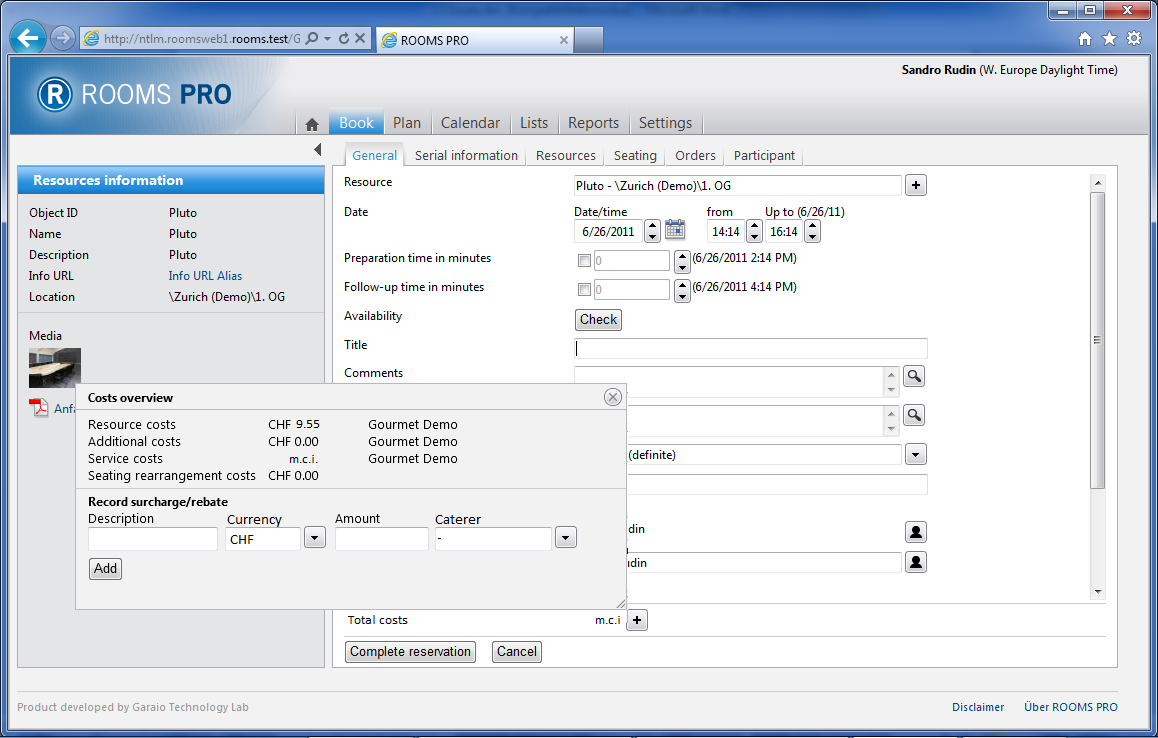 http://ntlm.roomsweb1.rooms.test/G
ROOMS PRO
Sandro Rudin (W. Europe Daylight Time)
R ROOMS PRO
Book Plan Calendar Lists Reports Settings
General Serial information Resources Seating Orders Participant
Resources information
Object ID Pluto
Name Pluto
Description Pluto
Info URL Info URL Alias
Location \Zurich (Demo)\1. OG
Media
Anfa
Resource Pluto - \Zurich (Demo)\1. OG +
Date Date/time from Up to (6/26/11)
6/26/2011 14:14 16:14
Preparation time in minutes 0 (6/26/2011 2:14 PM)
Follow-up time in minutes 0 (6/26/2011 4:14 PM)
Availability Check
Title
Comments
(definite)
din
udin
Costs overview
Resource costs CHF 9.55 Gourmet Demo
Additional costs CHF 0.00 Gourmet Demo
Service costs m.c.i. Gourmet Demo
Seating rearrangement costs CHF 0.00
Record surcharge/rebate
Description Currency Amount Caterer
CHF -
Add
Total costs m.c.i +
Complete reservation Cancel
Product developed by Garaio Technology Lab
Disclaimer Über ROOMS PRO